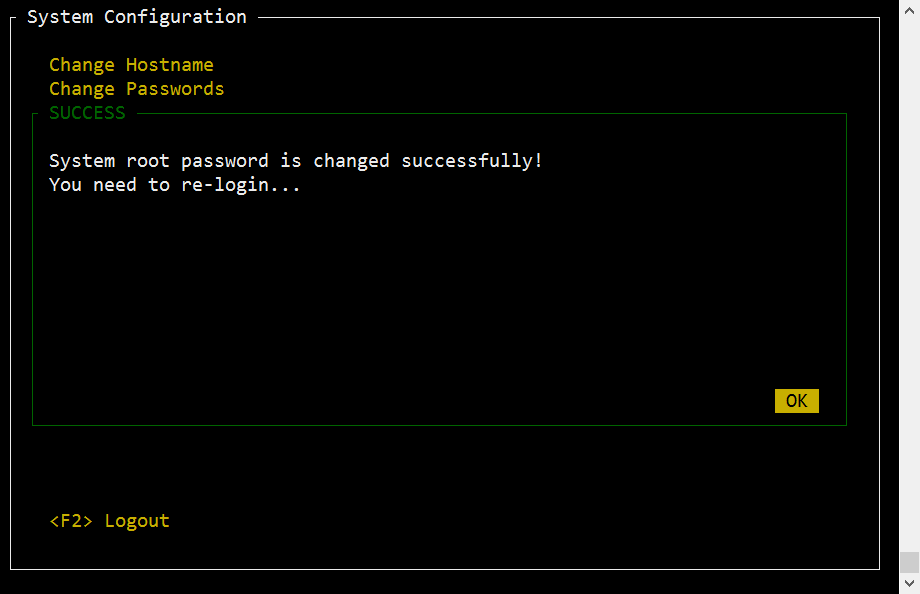 System Configuration
Change Hostname
Change Passwords
SUCCESS
System root password is changed successfully!
You need to re-login...
OK
<F2> Logout